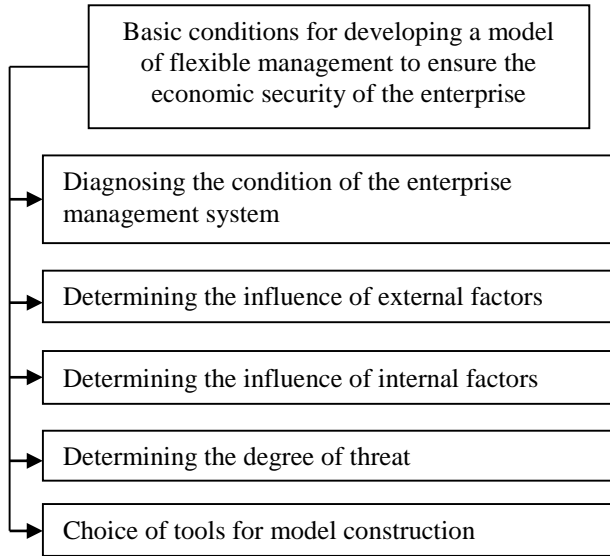 Basic conditions for developing a model
of flexible management to ensure the
economic security of the enterprise
Diagnosing the condition of the enterprise
management system
Determining the influence of external factors
Determining the influence of internal factors
Determining the degree of threat
Choice of tools for model construction